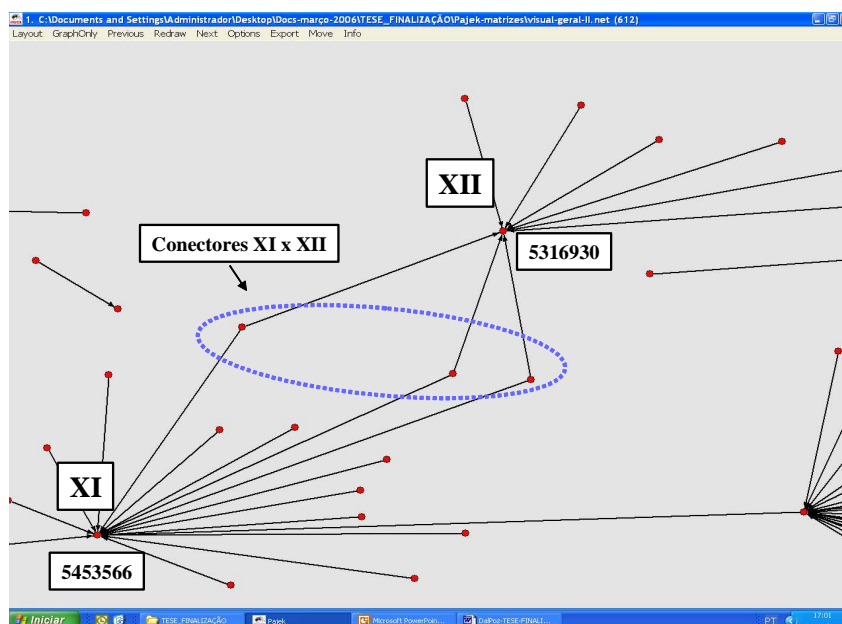 1. C:\Documents and Settings\Administrador\Desktop\Docs-março-2006\TESE_FINALIZAÇÃO\Pajek-matrizes\visual-geral-II.net (612)
Layout GraphOnly Previous Redraw Next Options Export Move Info
XII
Conectores XI x XII
5316930
XI
5453566
Iniciar TESE_FINALIZAÇÃO Pajek Microsoft PowerPoin... DalPoz-TESE-FINALI... PT 17:01